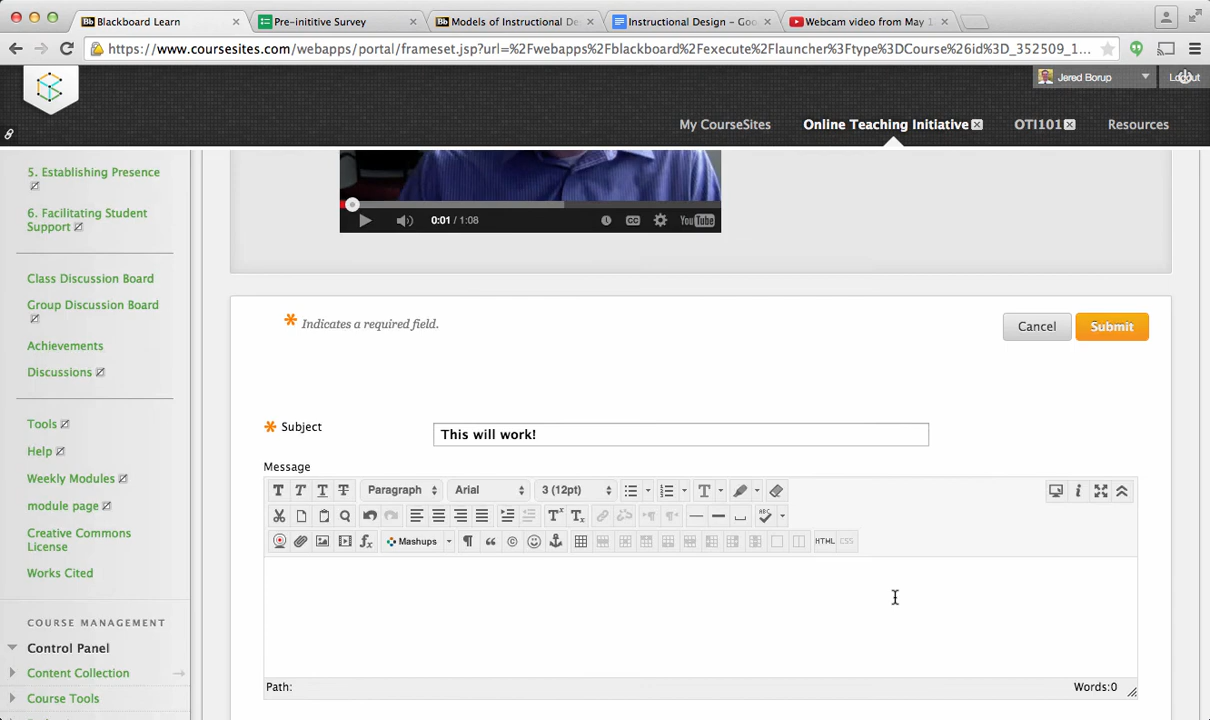 Blackboard Learn
Pre-inititive Survey
Models of Instructional De
Instructional Design – Goo
Webcam video from May 1
https://www.coursesites.com/webapps/portal/frameset.jsp?url=%2Fwebapps%2Fblackboard%2Fexecute%2Flauncher%3Ftype%3DCourse%26id%3D_352509_1...
Jered Borup
Logout
My CourseSites
Online Teaching Initiative
OTI101
Resources
5. Establishing Presence
6. Facilitating Student
Support
Class Discussion Board
Group Discussion Board
Achievements
Discussions
Tools
Help
Weekly Modules
module page
Creative Commons
License
Works Cited
COURSE MANAGEMENT
Control Panel
Content Collection
Course Tools
0:01 / 1:08
CC
YouTube
* Indicates a required field.
Cancel
Submit
* Subject
This will work!
Message
T T T T Paragraph Arial 3 (12pt)
Mashups
HTML CSS
Path:
Words:0